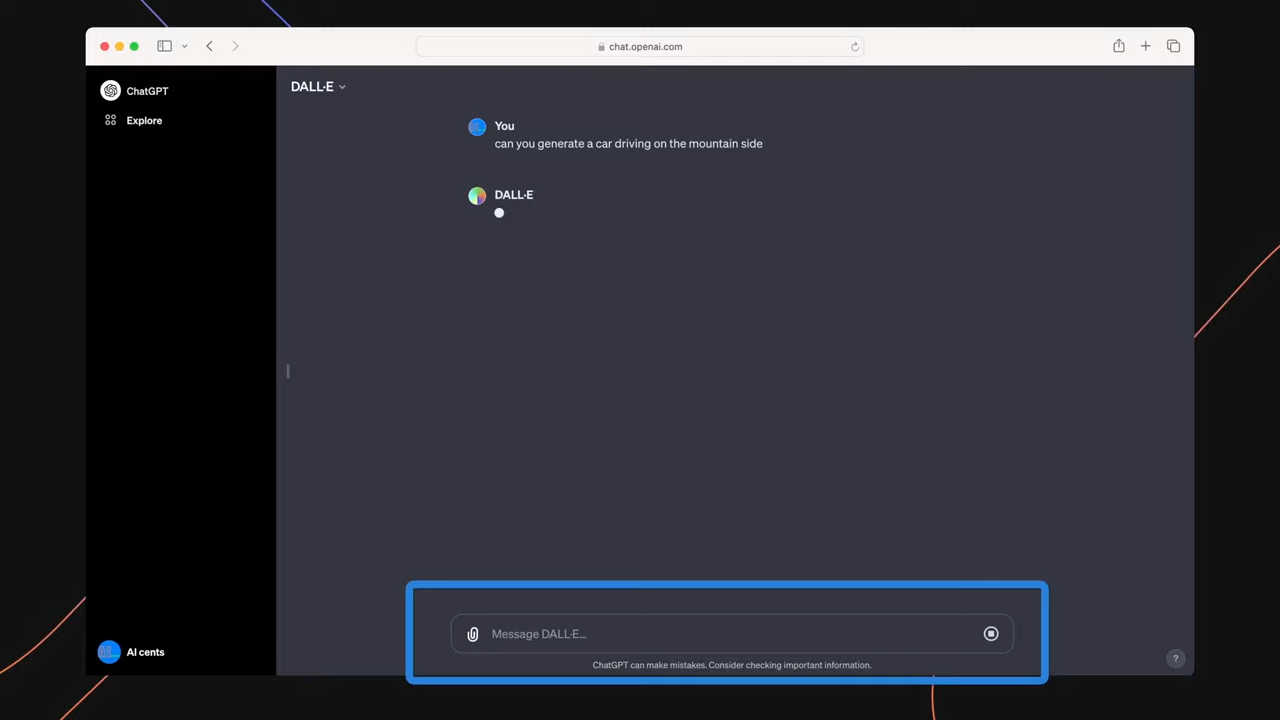 chat.openai.com
ChatGPT
Explore
DALL·E
You
can you generate a car driving on the mountain side
DALL·E
Message DALL·E...
ChatGPT can make mistakes. Consider checking important information.
AI cents
?